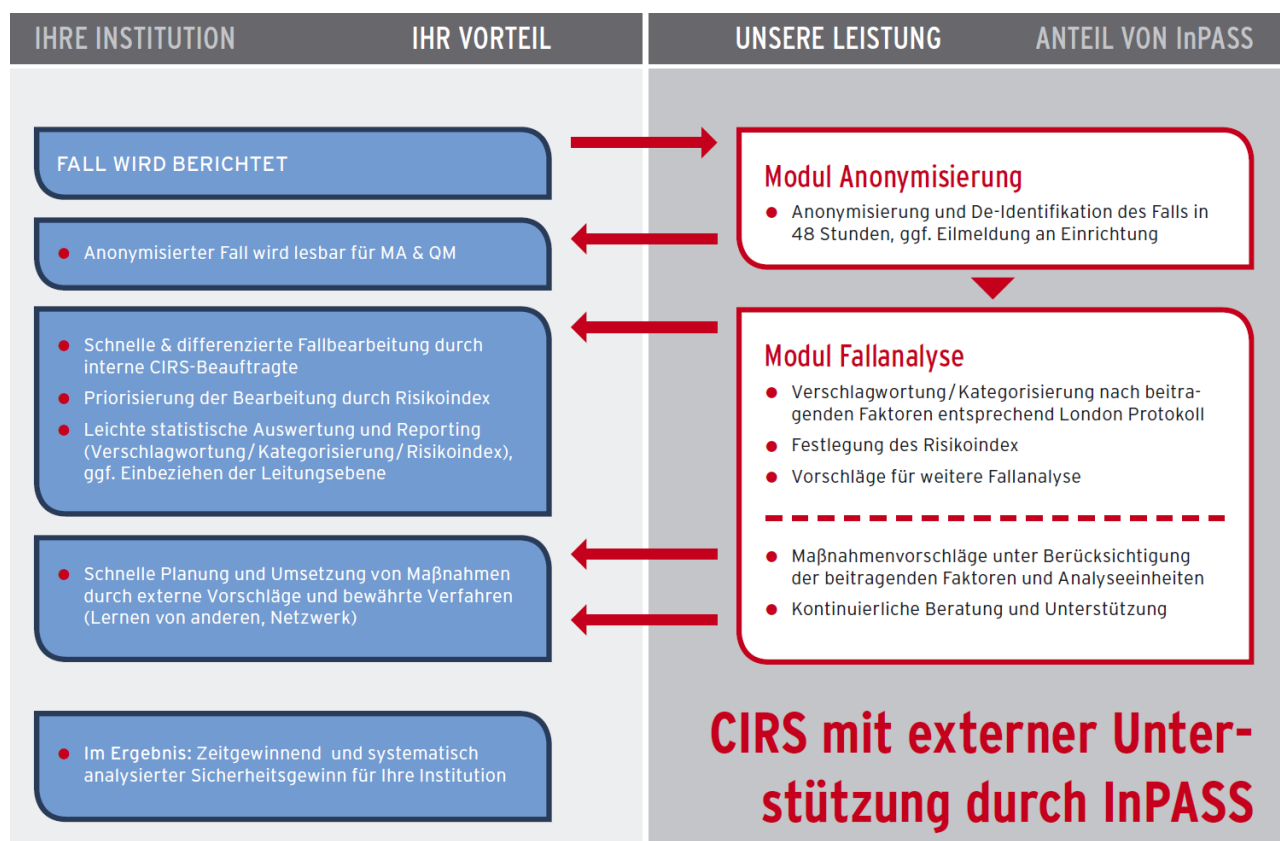 IHRE INSTITUTION
IHR VORTEIL
UNSERE LEISTUNG
ANTEIL VON InPASS
FALL WIRD BERICHTET
Anonymisierter Fall wird lesbar für MA & QM
Schnelle & differenzierte Fallbearbeitung durch
interne CIRS-Beauftragte
Priorisierung der Bearbeitung durch Risikoindex
Leichte statistische Auswertung und Reporting
(Verschlagwortung/Kategorisierung/Risikoindex),
ggf. Einbeziehen der Leitungsebene
Schnelle Planung und Umsetzung von Maßnahmen
durch externe Vorschläge und bewährte Verfahren
(Lernen von anderen, Netzwerk)
Im Ergebnis: Zeitgewinnend und systematisch
analysierter Sicherheitsgewinn für Ihre Institution
Modul Anonymisierung
Anonymisierung und De-Identifikation des Falls in
48 Stunden, ggf. Eilmeldung an Einrichtung
Modul Fallanalyse
Verschlagwortung/Kategorisierung nach beitra-
genden Faktoren entsprechend London Protokoll
Festlegung des Risikoindex
Vorschläge für weitere Fallanalyse
Maßnahmenvorschläge unter Berücksichtigung
der beitragenden Faktoren und Analyseeinheiten
Kontinuierliche Beratung und Unterstützung
CIRS mit externer Unter-
stützung durch InPASS